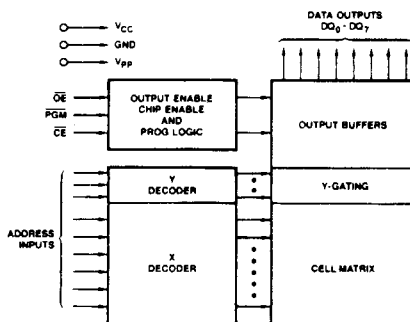 VCC
GND
VPP
DATA OUTPUTS
DQ0 - DQ7
OE
PGM
CE
OUTPUT ENABLE
CHIP ENABLE
AND
PROG LOGIC
OUTPUT BUFFERS
Y
DECODER
Y-GATING
ADDRESS
INPUTS
X
DECODER
CELL MATRIX